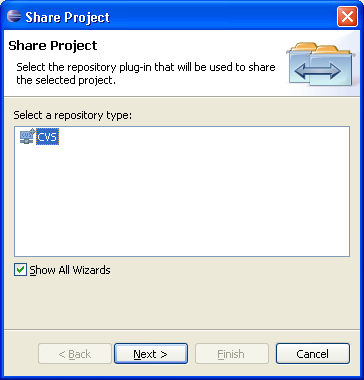 Share Project
Share Project
Select the repository plug-in that will be used to share
the selected project.
Select a repository type:
CVS
Show All Wizards
< Back
Next >
Finish
Cancel